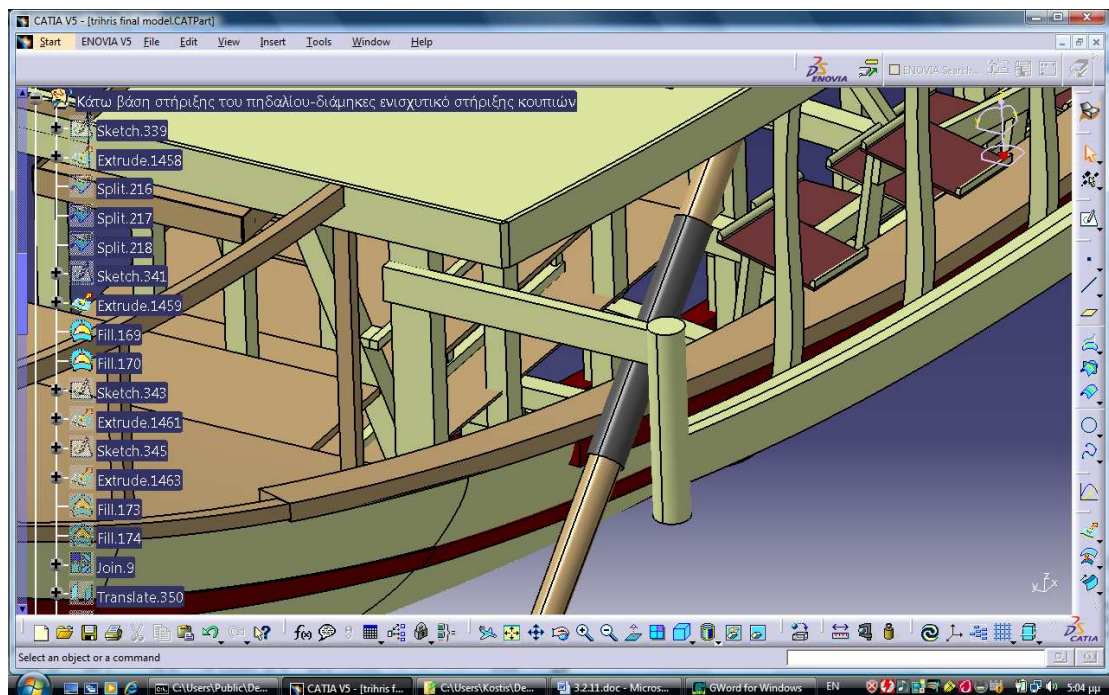 CATIA V5 - [trihris final model.CATPart]
Start ENOVIA V5 File Edit View Insert Tools Window Help
ENOVIA ENOVIA Search...
Κάτω βάση στήριξης του πηδαλίου-διάμηκες ενισχυτικό στήριξης κουπιών
Sketch.339
Extrude.1458
Split.216
Split.217
Split.218
Sketch.341
Extrude.1459
Fill.169
Fill.170
Sketch.343
Extrude.1461
Sketch.345
Extrude.1463
Fill.173
Fill.174
Join.9
Translate.350
z
y x
f(x)
CATIA
Select an object or a command
C:\Users\Public\De... CATIA V5 - [trihris f... C:\Users\Kostis\De... 3.2.11.doc - Micros... GWord for Windows EN 5:04 μμ